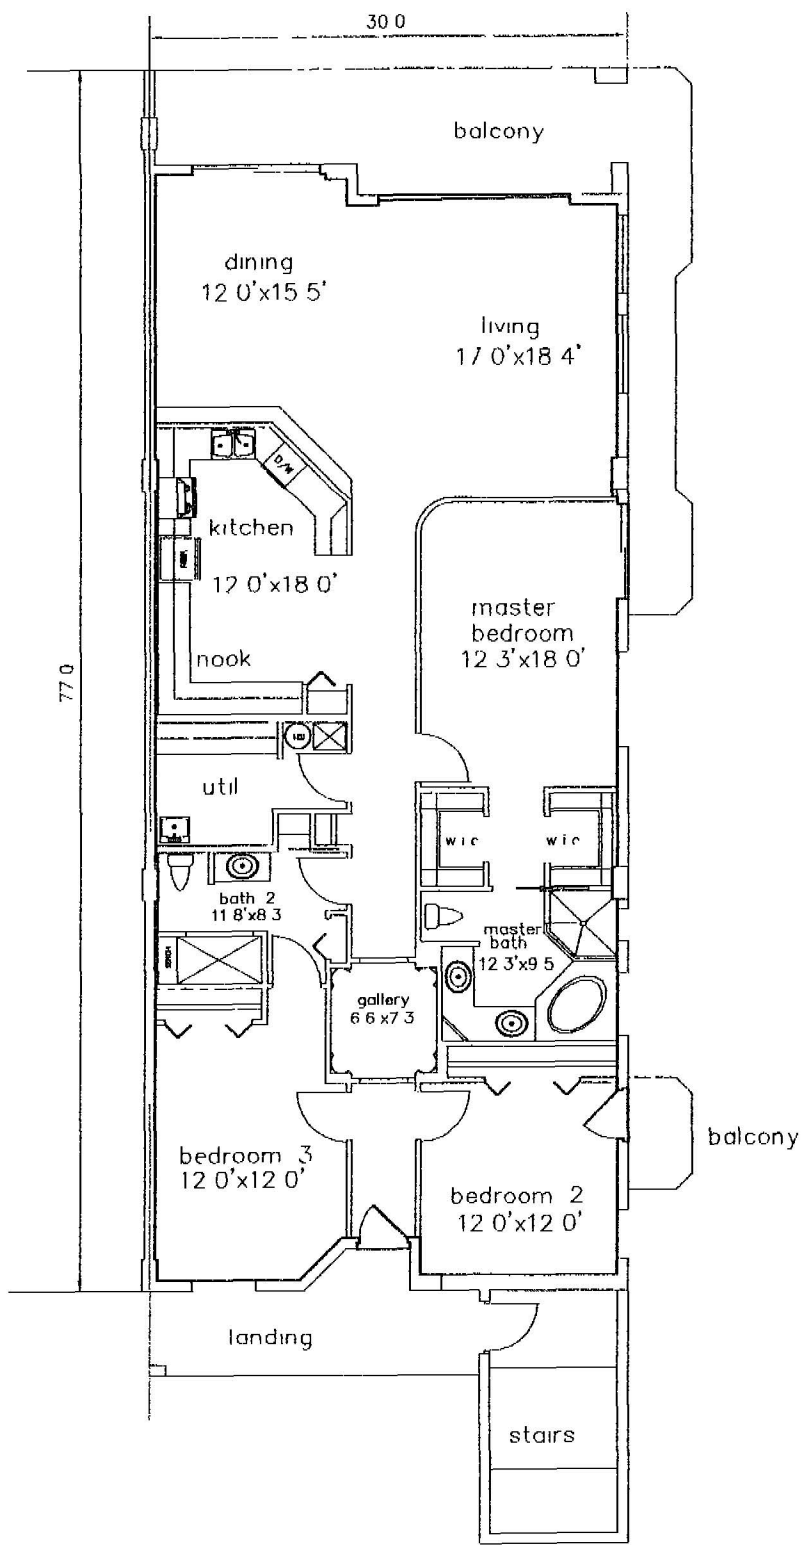 30 0
balcony
dining
12 0'x15 5'
living
17 0'x18 4'
D/W
kitchen
12 0'x18 0'
master
bedroom
12 3'x18 0'
nook
77 0
util
wic
wic
bath 2
11 8'x8 3
master
bath
12 3'x9 5
gallery
6 6 x7 3
balcony
bedroom 3
12 0'x12 0'
bedroom 2
12 0'x12 0'
landing
stairs